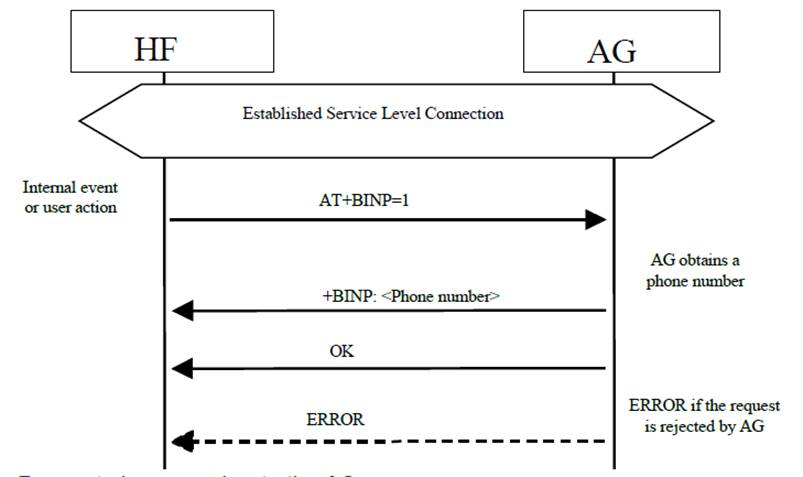 HF
AG
Established Service Level Connection
Internal event
or user action
AT+BINP=1
AG obtains a
phone number
+BINP: <Phone number>
OK
ERROR
ERROR if the request
is rejected by AG